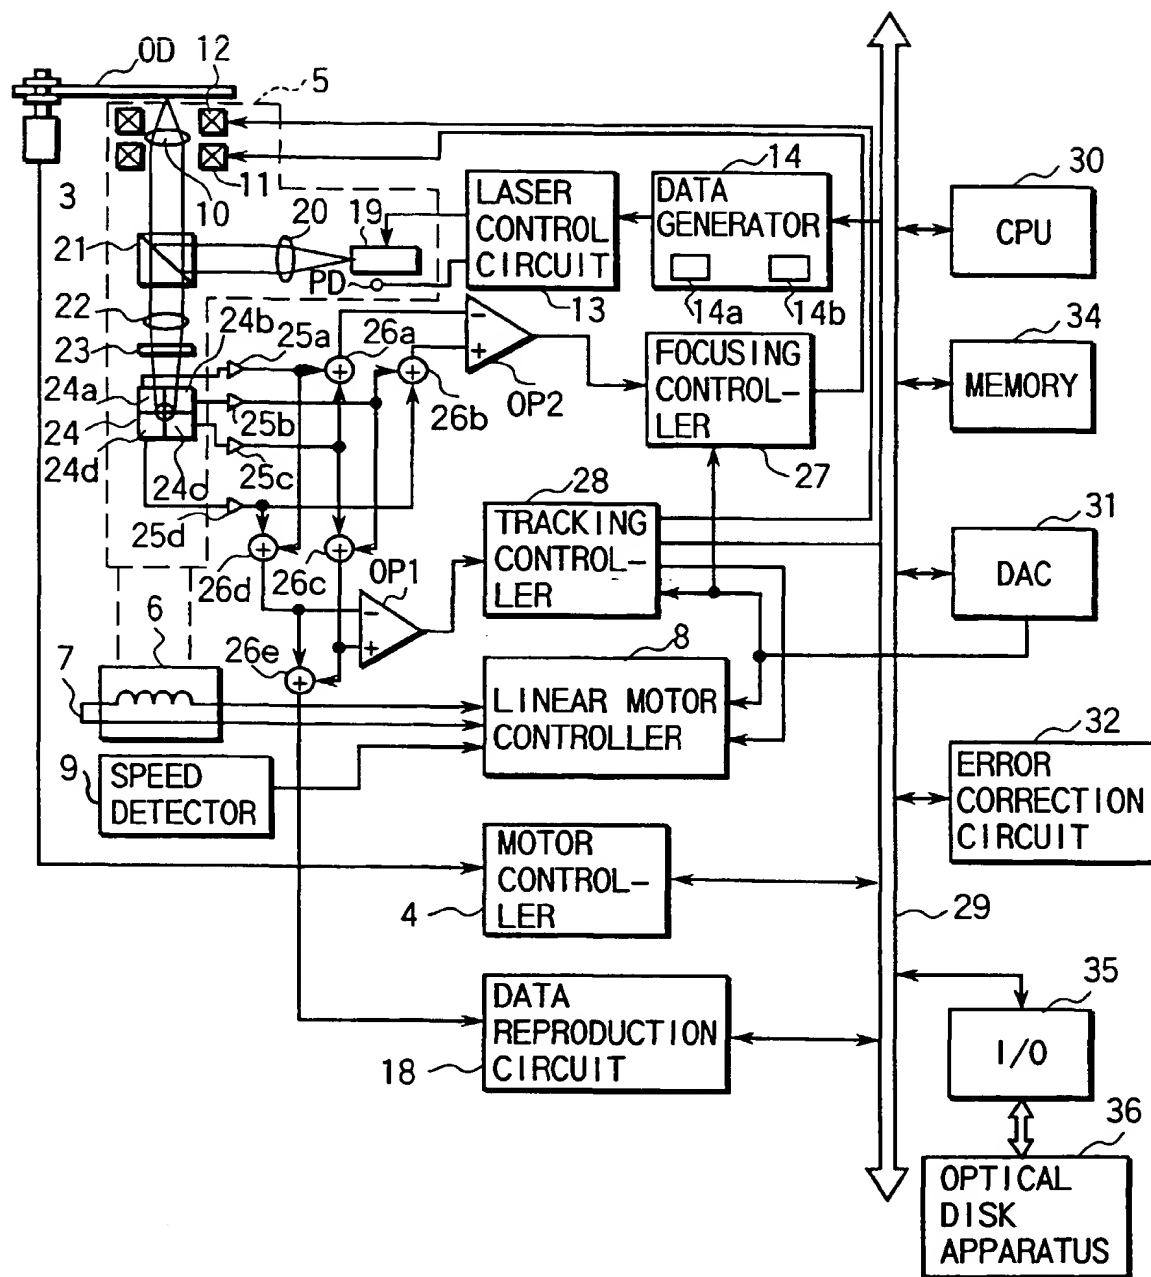 OD
12
5
3
10
11
14
30
LASER
CONTROL
CIRCUIT
DATA
GENERATOR
CPU
20
19
21
PD
13
14a
14b
22
24b
25a
26a
34
23
FOCUSING
CONTROL-
LER
MEMORY
24a
OP2
24
25b
26b
24d
24d
25c
27
28
31
25d
TRACKING
CONTROL-
LER
DAC
26d
26c
OP1
6
8
7
26e
LINEAR MOTOR
CONTROLLER
32
9
SPEED
DETECTOR
ERROR
CORRECTION
CIRCUIT
MOTOR
CONTROL-
LER
4
29
35
DATA
REPRODUCTION
CIRCUIT
18
I/O
36
OPTICAL
DISK
APPARATUS